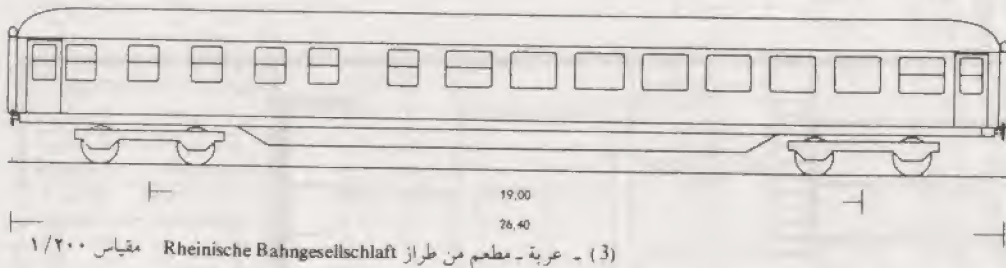 19,00
26,40
(3) - عربة - مطعم من طراز Rheinische Bahngesellschlaft مقياس ١/٢٠٠